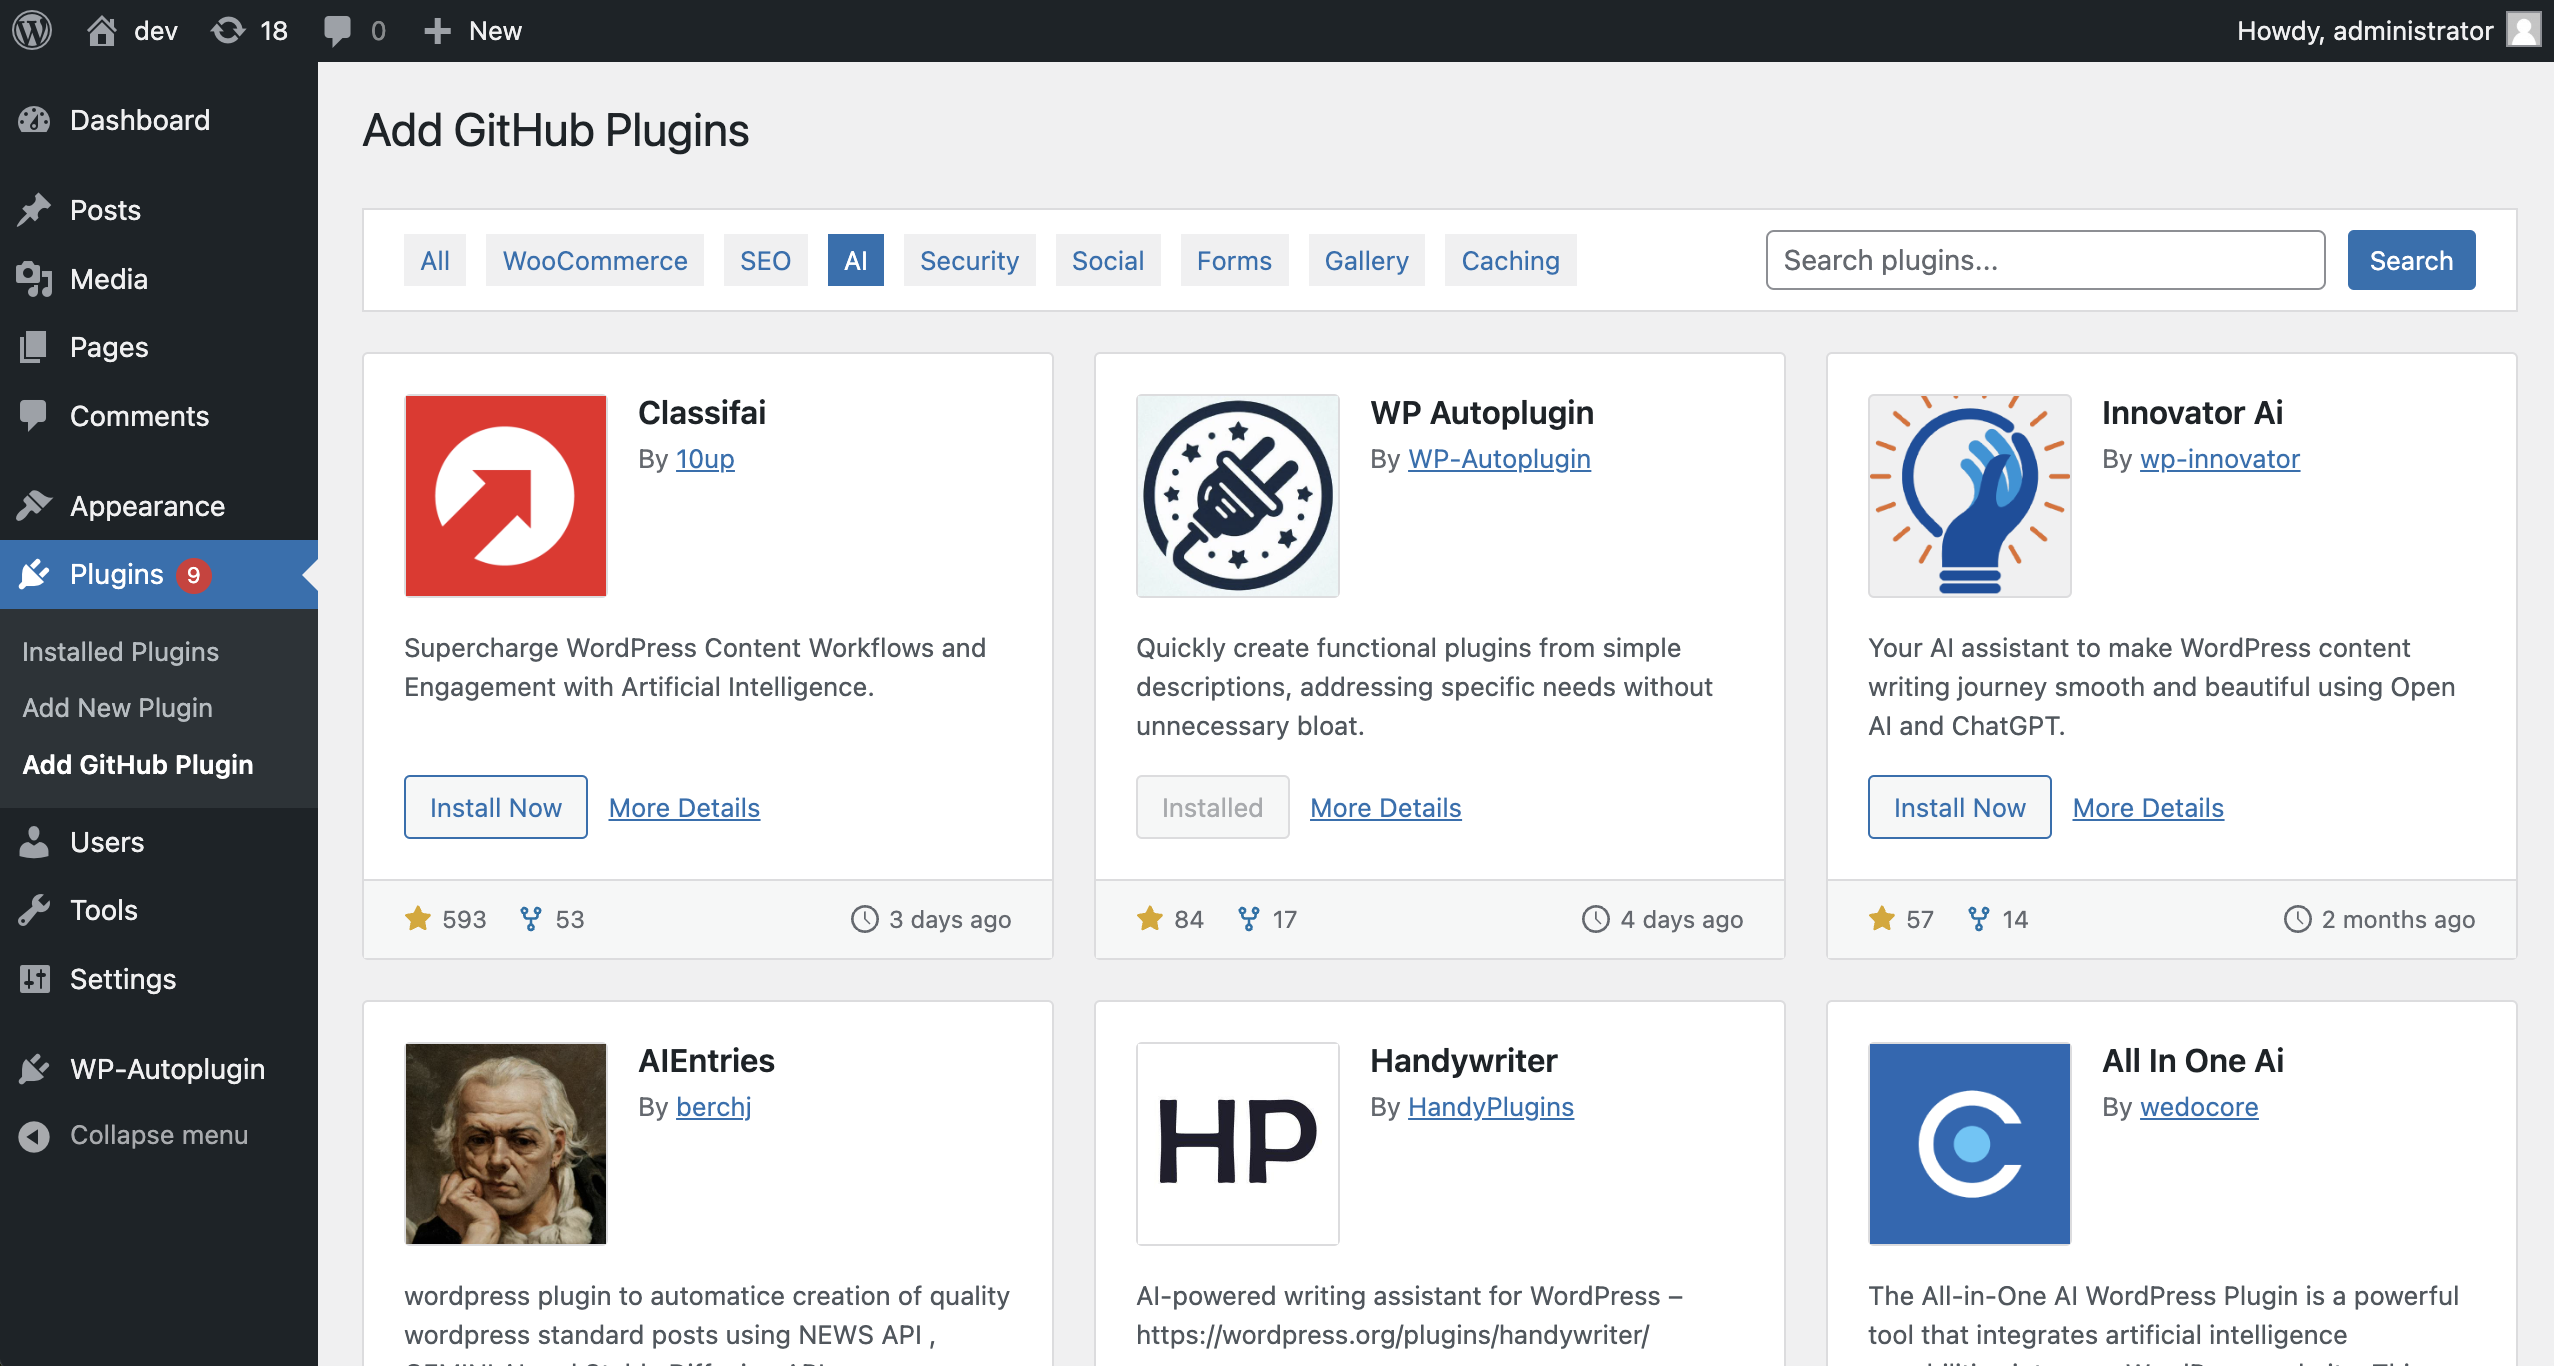 dev
18
0
New
Howdy, administrator
Dashboard
Posts
Media
Pages
Comments
Appearance
Plugins 9
Installed Plugins
Add New Plugin
Add GitHub Plugin
Users
Tools
Settings
WP-Autoplugin
Collapse menu
Add GitHub Plugins
All
WooCommerce
SEO
AI
Security
Social
Forms
Gallery
Caching
Search plugins...
Search
Classifai
By 10up
Supercharge WordPress Content Workflows and
Engagement with Artificial Intelligence.
Install Now
More Details
593
53
3 days ago
WP Autoplugin
By WP-Autoplugin
Quickly create functional plugins from simple
descriptions, addressing specific needs without
unnecessary bloat.
Installed
More Details
84
17
4 days ago
Innovator Ai
By wp-innovator
Your AI assistant to make WordPress content
writing journey smooth and beautiful using Open
AI and ChatGPT.
Install Now
More Details
57
14
2 months ago
AIEntries
By berchj
wordpress plugin to automatice creation of quality
wordpress standard posts using NEWS API ,
HP
Handywriter
By HandyPlugins
AI-powered writing assistant for WordPress –
https://wordpress.org/plugins/handywriter/
All In One Ai
By wedocore
The All-in-One AI WordPress Plugin is a powerful
tool that integrates artificial intelligence